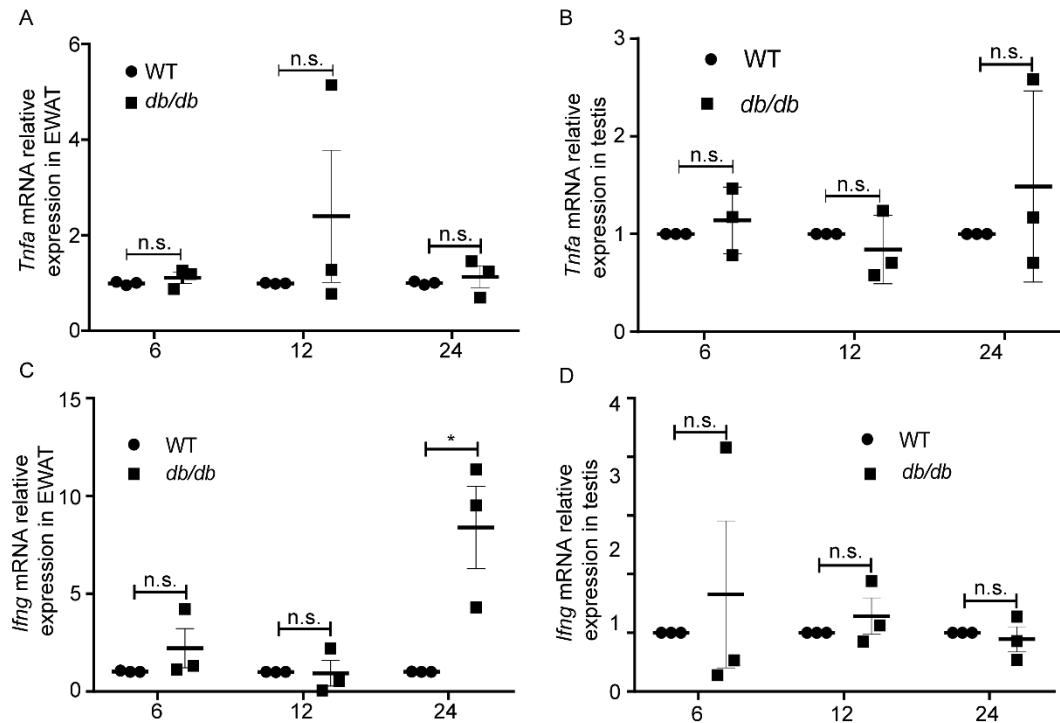 A
6
4
2
0
Tnfa mRNA relative
expression in EWAT
WT
db/db
n.s.
n.s.
n.s.
6
12
24
B
3
2
1
0
Tnfa mRNA relative
expression in testis
WT
db/db
n.s.
n.s.
n.s.
6
12
24
C
15
10
5
0
Ifng mRNA relative
expression in EWAT
WT
db/db
n.s.
n.s.
*
6
12
24
D
4
3
2
1
0
Ifng mRNA relative
expression in testis
WT
db/db
n.s.
n.s.
n.s.
6
12
24